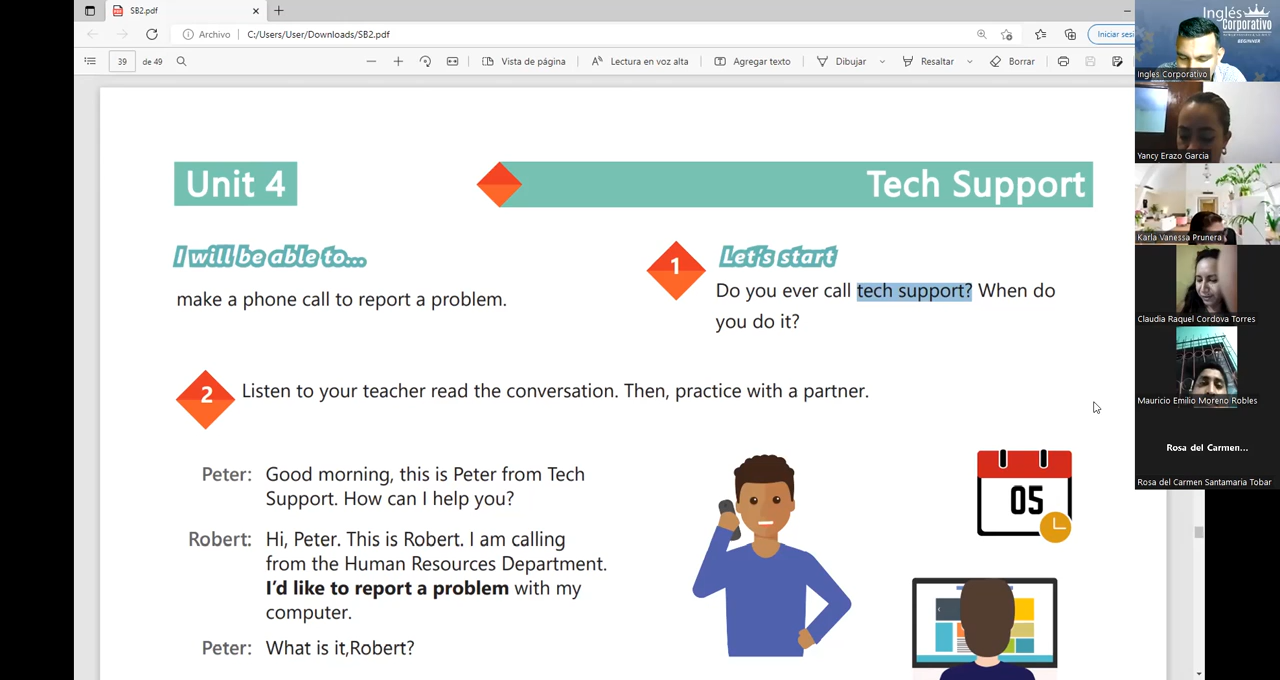 SB2.pdf
Archivo
C:/Users/User/Downloads/SB2.pdf
Iniciar sesi
39
de 49
Vista de página
Lectura en voz alta
Agregar texto
Dibujar
Resaltar
Borrar
Unit 4
Tech Support
I will be able to...
make a phone call to report a problem.
1
Let's start
Do you ever call tech support? When do
you do it?
2
Listen to your teacher read the conversation. Then, practice with a partner.
Peter: Good morning, this is Peter from Tech
Support. How can I help you?
Robert: Hi, Peter. This is Robert. I am calling
from the Human Resources Department.
I'd like to report a problem with my
computer.
Peter: What is it,Robert?
05
Inglés
Corporativo
BEGINNER
Ingles Corporativo
Yancy Erazo Garcia
Karla Vanessa Prunera
Claudia Raquel Cordova Torres
Mauricio Emilio Moreno Robles
Rosa del Carmen...
Rosa del Carmen Santamaria Tobar